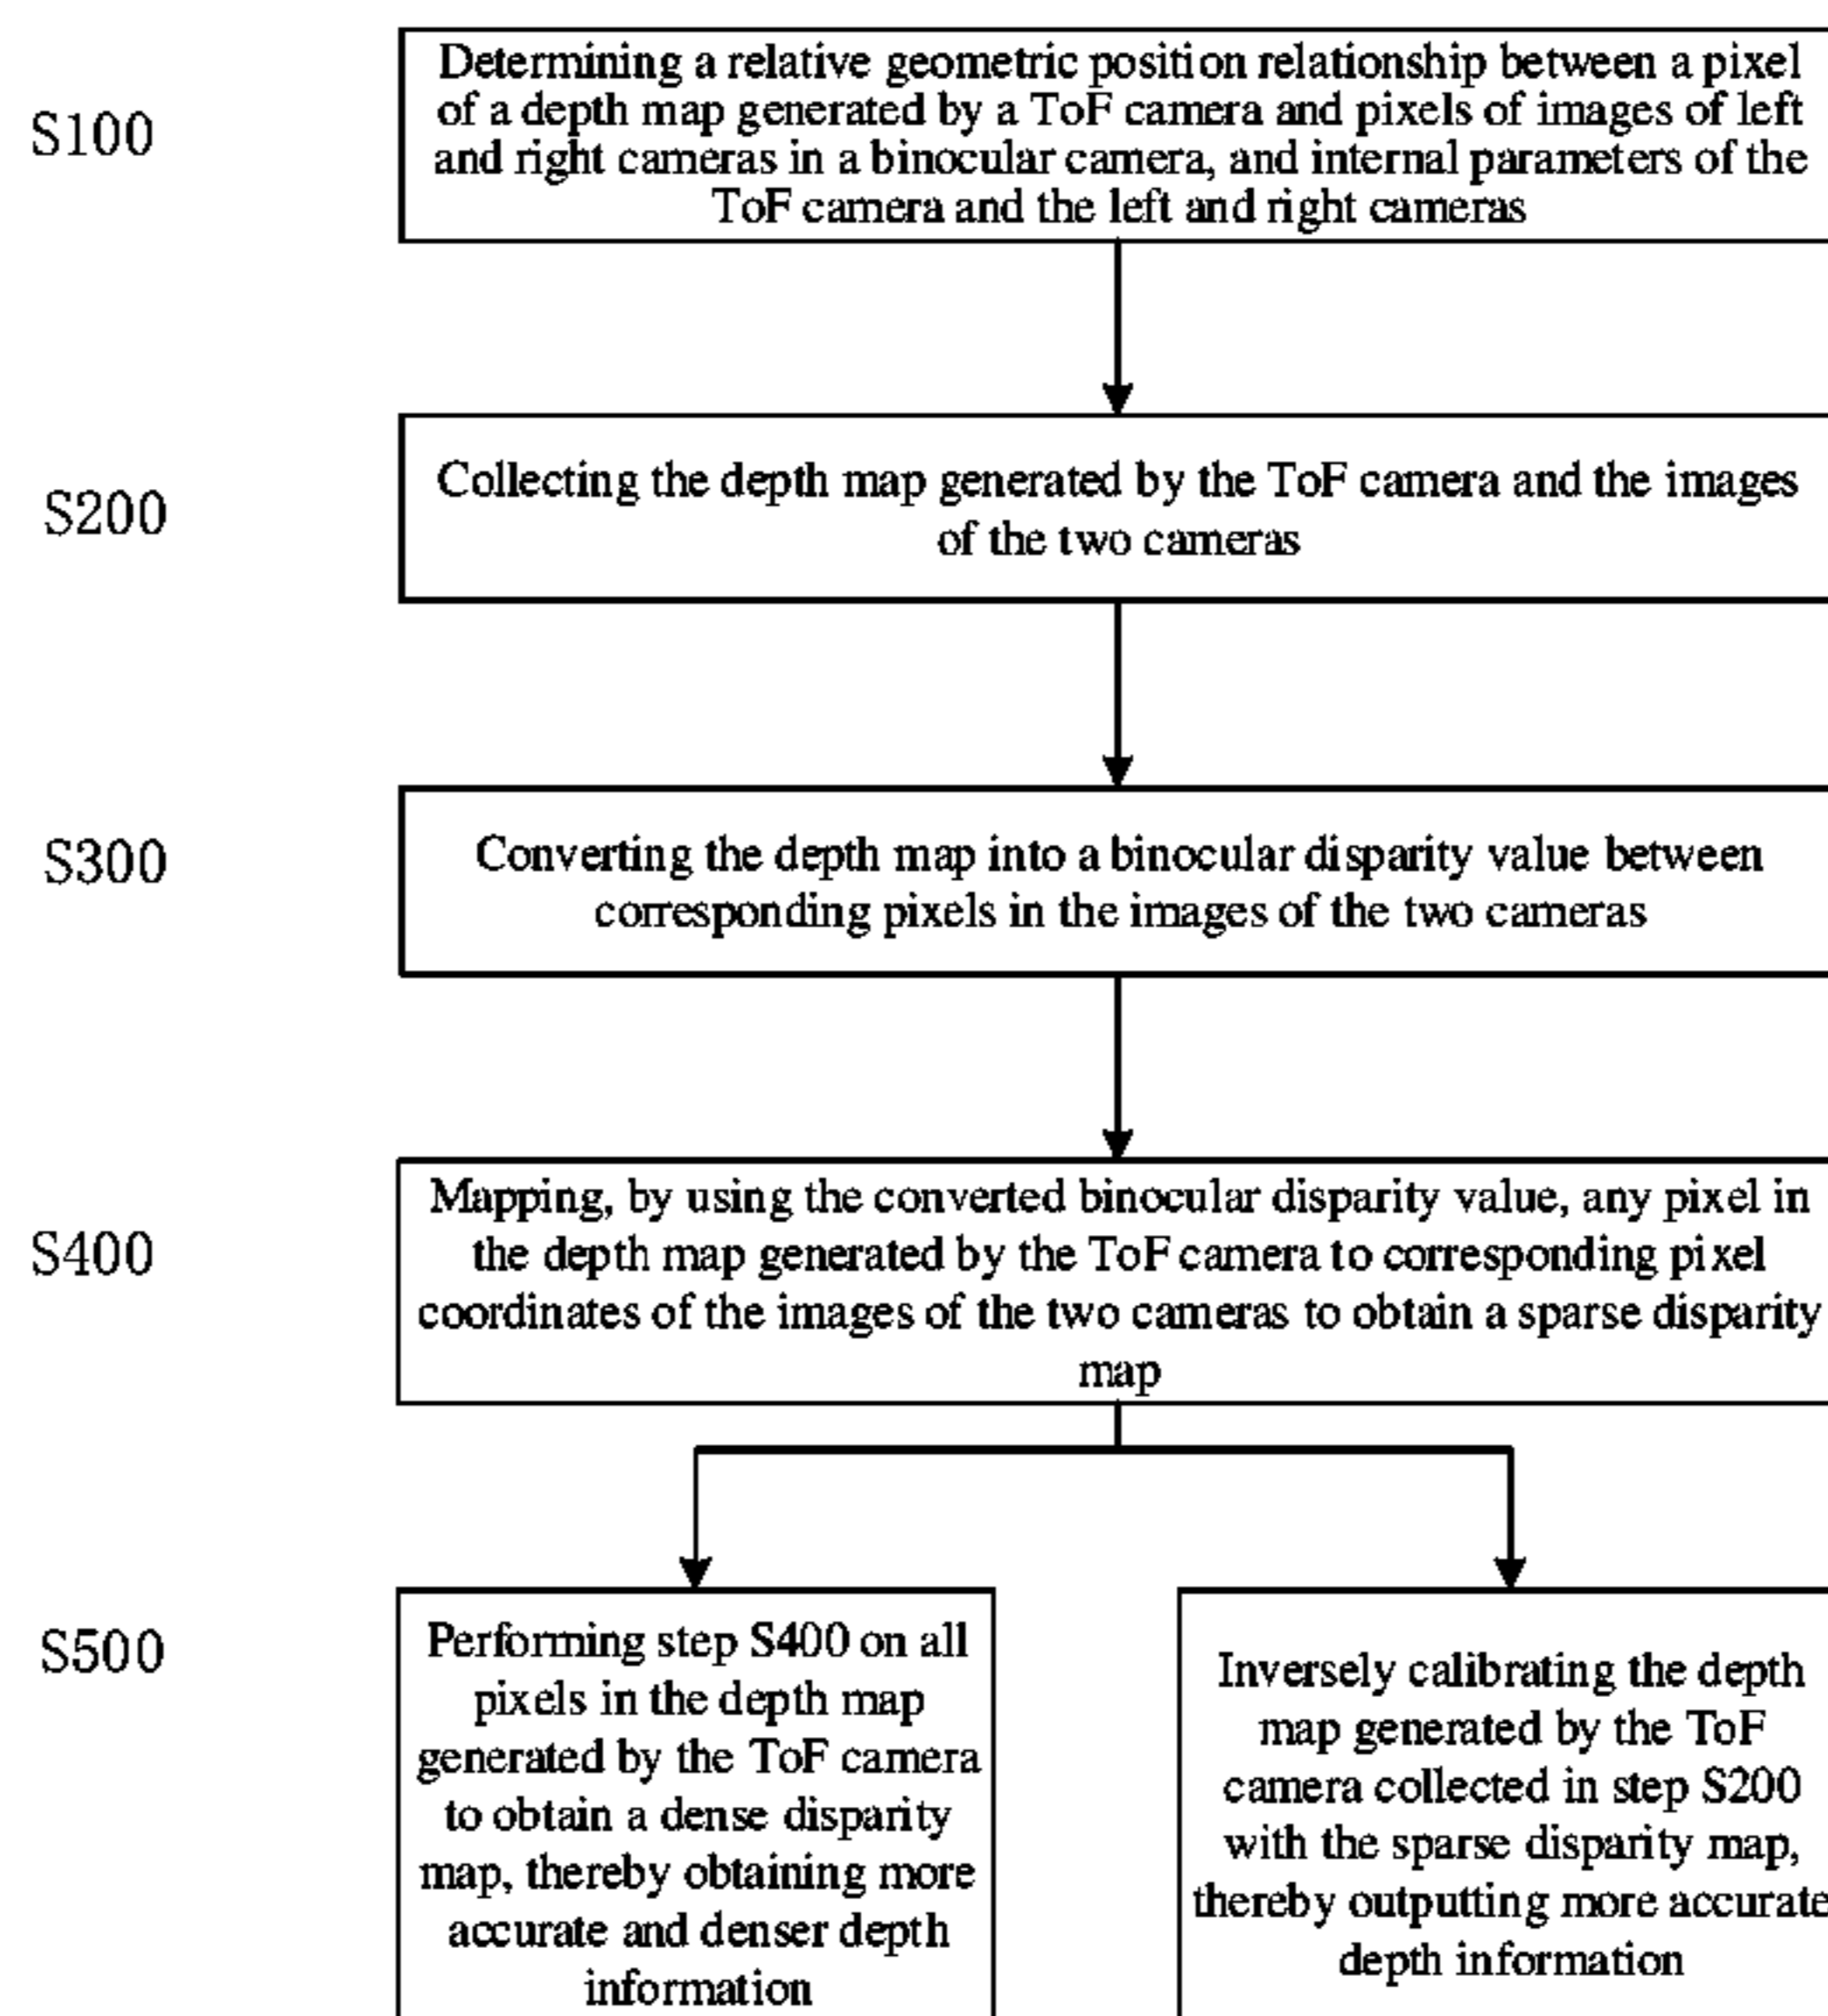 S100
Determining a relative geometric position relationship between a pixel
of a depth map generated by a ToF camera and pixels of images of left
and right cameras in a binocular camera, and internal parameters of the
ToF camera and the left and right cameras
S200
Collecting the depth map generated by the ToF camera and the images
of the two cameras
S300
Converting the depth map into a binocular disparity value between
corresponding pixels in the images of the two cameras
S400
Mapping, by using the converted binocular disparity value, any pixel in
the depth map generated by the ToF camera to corresponding pixel
coordinates of the images of the two cameras to obtain a sparse disparity
map
S500
Performing step S400 on all
pixels in the depth map
generated by the ToF camera
to obtain a dense disparity
map, thereby obtaining more
accurate and denser depth
information
Inversely calibrating the depth
map generated by the ToF
camera collected in step S200
with the sparse disparity map,
thereby outputting more accurate
depth information